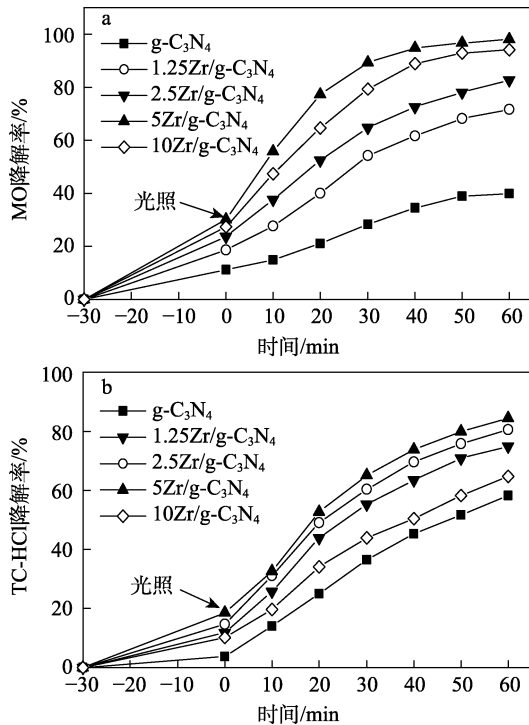 a
g-C₃N₄
1.25Zr/g-C₃N₄
2.5Zr/g-C₃N₄
5Zr/g-C₃N₄
10Zr/g-C₃N₄
光照
MO降解率/%
100
80
60
40
20
0
−30 −20 −10 0 10 20 30 40 50 60
时间/min
b
g-C₃N₄
1.25Zr/g-C₃N₄
2.5Zr/g-C₃N₄
5Zr/g-C₃N₄
10Zr/g-C₃N₄
光照
TC-HCl降解率/%
100
80
60
40
20
0
−30 −20 −10 0 10 20 30 40 50 60
时间/min